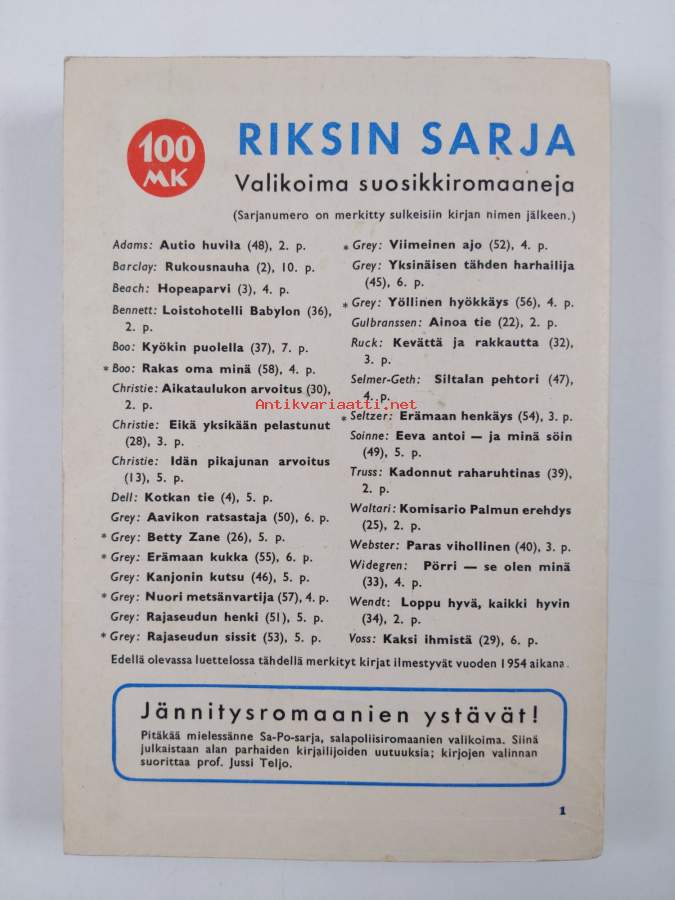 100
MK
RIKSIN SARJA
Valikoima suosikkiromaaneja
(Sarjanumero on merkitty sulkeisiin kirjan nimen jälkeen.)
Adams: Autio huvila (48), 2. p.
Barclay: Rukousnauha (2), 10. p.
Beach: Hopeaparvi (3), 4. p.
Bennett: Loistohotelli Babylon (36),
2. p.
Boo: Kyökin puolella (37), 7. p.
* Boo: Rakas oma minä (58), 4. p.
Christie: Aikataulukon arvoitus (30),
2. p.
Christie: Eikä yksikään pelastunut
(28), 3. p.
Christie: Idän pikajunan arvoitus
(13), 5. p.
Dell: Kotkan tie (4), 5. p.
Grey: Aavikon ratsastaja (50), 6. p.
* Grey: Betty Zane (26), 5. p.
* Grey: Erämaan kukka (55), 6. p.
Grey: Kanjonin kutsu (46), 5. p.
* Grey: Nuori metsänvartija (57), 4. p.
Grey: Rajaseudun henki (51), 5. p.
* Grey: Rajaseudun sissit (53), 5. p.
* Grey: Viimeinen ajo (52), 4. p.
Grey: Yksinäisen tähden harhailija
(45), 6. p.
* Grey: Yöllinen hyökkäys (56), 4. p.
Gulbranssen: Ainoa tie (22), 2. p.
Ruck: Kevättä ja rakkautta (32),
3. p.
Selmer-Geth: Siltalan pehtori (47),
4. p.
* Seltzer: Erämaan henkäys (54), 3. p.
Soinne: Eeva antoi — ja minä söin
(49), 5. p.
Truss: Kadonnut raharuhtinas (39),
2. p.
Waltari: Komisario Palmun erehdys
(25), 2. p.
Webster: Paras vihollinen (40), 3. p.
Widegren: Pörri — se olen minä
(33), 4. p.
Wendt: Loppu hyvä, kaikki hyvin
(34), 2. p.
Voss: Kaksi ihmistä (29), 6. p.
Antikvariaatti.net
Edellä olevassa luettelossa tähdellä merkityt kirjat ilmestyvät vuoden 1954 aikana.
Jännitysromaanien ystävät!
Pitäkää mielessänne Sa-Po-sarja, salapoliisiromaanien valikoima. Siinä
julkaistaan alan parhaiden kirjailijoiden uutuuksia; kirjojen valinnan
suorittaa prof. Jussi Teljo.
1